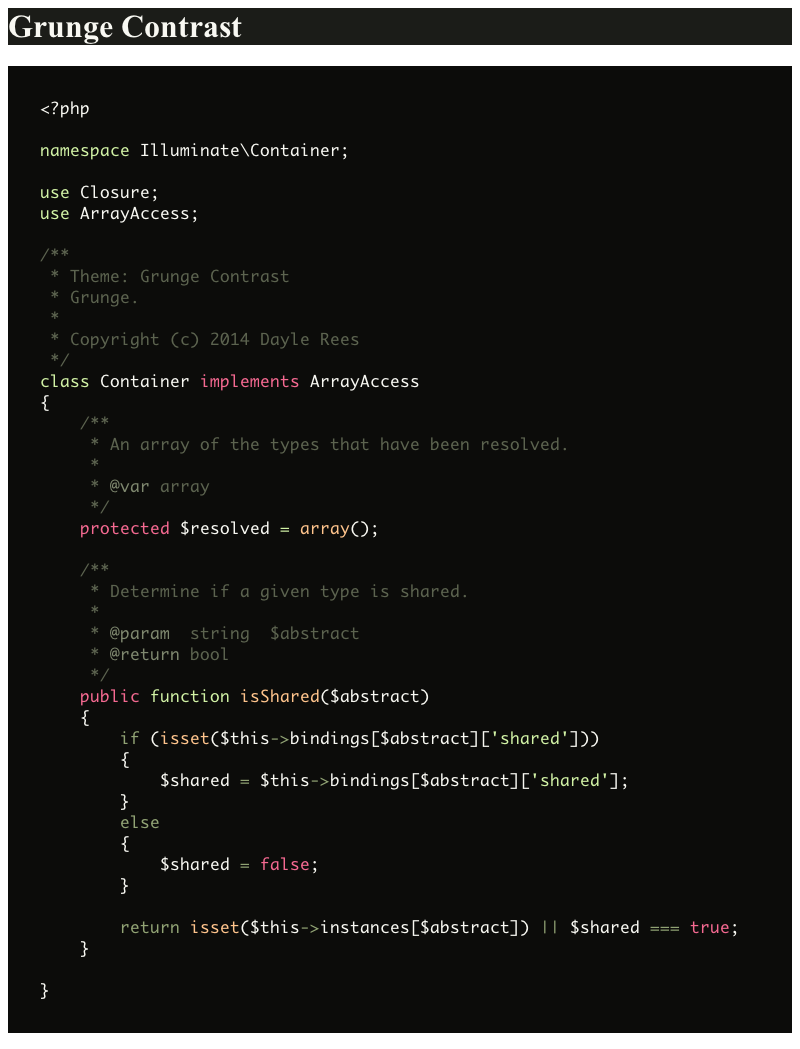 Grunge Contrast
<?php
namespace Illuminate\Container;
use Closure;
use ArrayAccess;
/**
 * Theme: Grunge Contrast
 * Grunge.
 *
 * Copyright (c) 2014 Dayle Rees
 */
class Container implements ArrayAccess
{
    /**
     * An array of the types that have been resolved.
     *
     * @var array
     */
    protected $resolved = array();
    /**
     * Determine if a given type is shared.
     *
     * @param  string  $abstract
     * @return bool
     */
    public function isShared($abstract)
    {
        if (isset($this->bindings[$abstract]['shared']))
        {
            $shared = $this->bindings[$abstract]['shared'];
        }
        else
        {
            $shared = false;
        }
        return isset($this->instances[$abstract]) || $shared === true;
    }
}